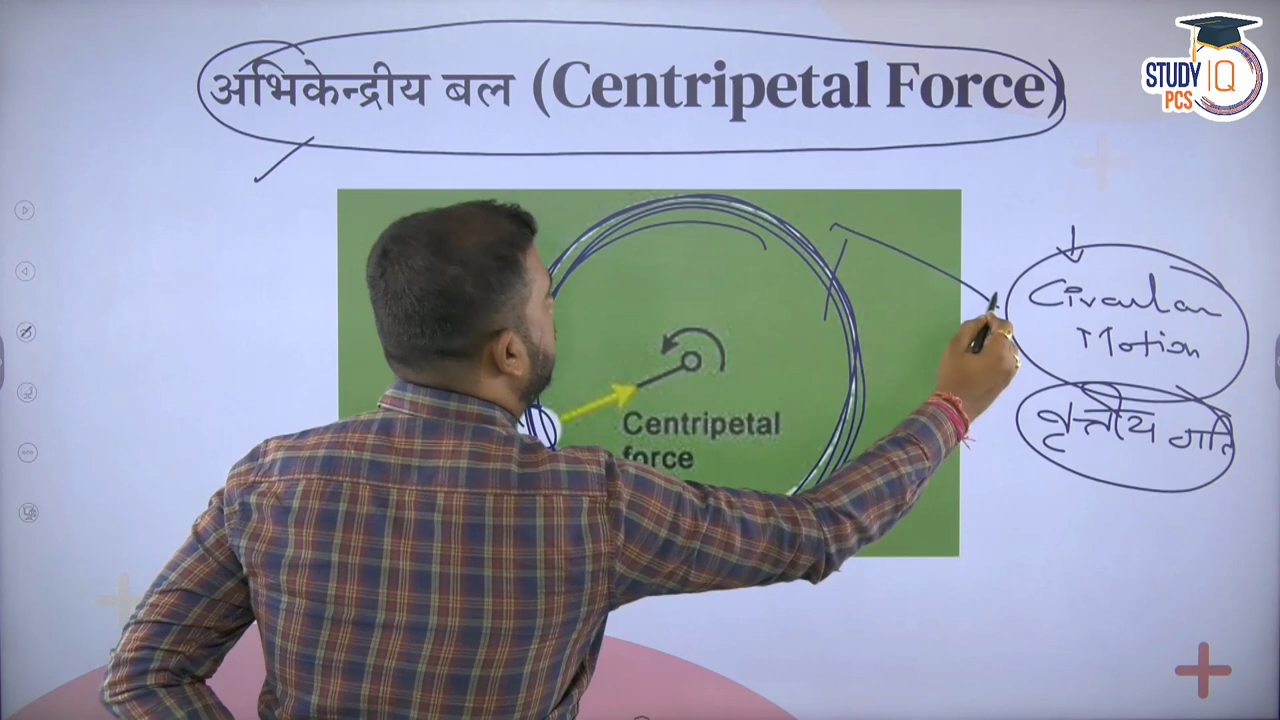 अभिकेन्द्रीय बल (Centripetal Force)
STUDY IQ
PCS
Circular
Motion
वृत्तीय गति
Centripetal
force